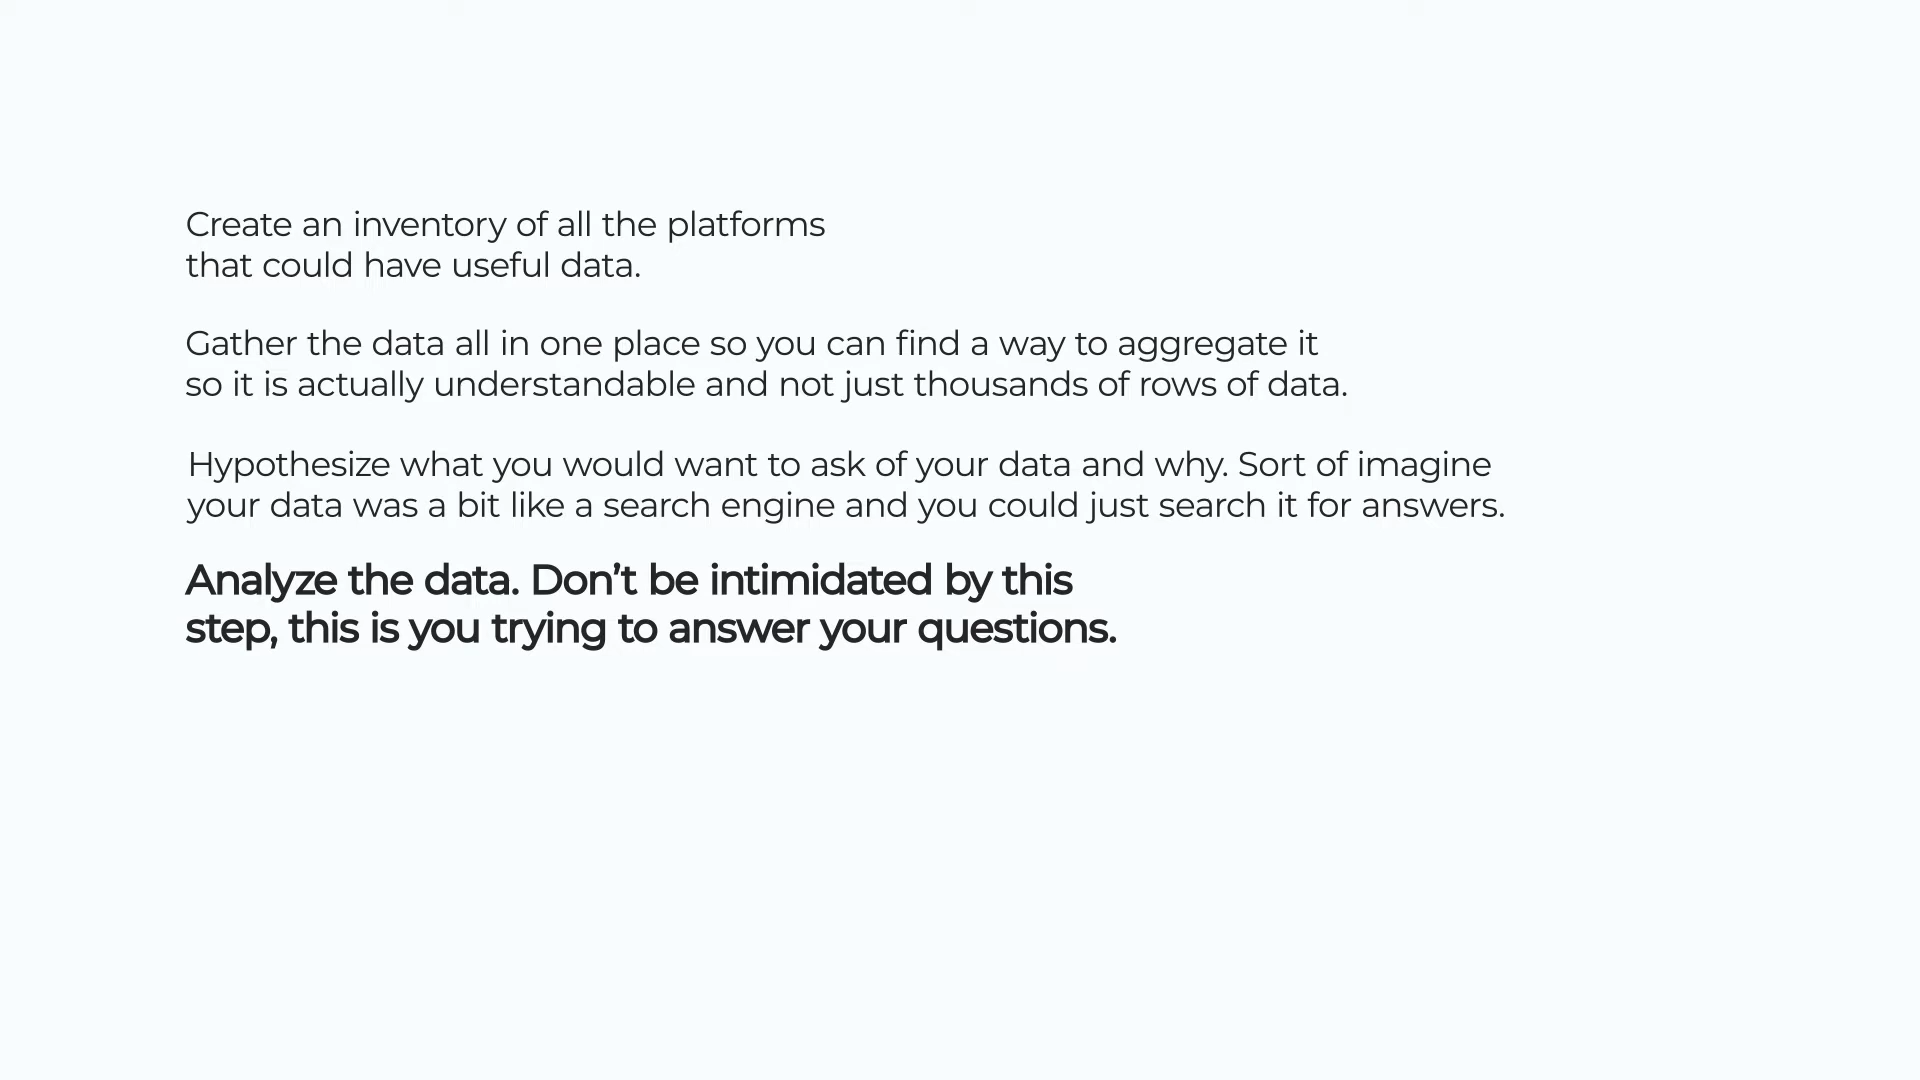 Create an inventory of all the platforms
that could have useful data.
Gather the data all in one place so you can find a way to aggregate it
so it is actually understandable and not just thousands of rows of data.
Hypothesize what you would want to ask of your data and why. Sort of imagine
your data was a bit like a search engine and you could just search it for answers.
Analyze the data. Don’t be intimidated by this
step, this is you trying to answer your questions.